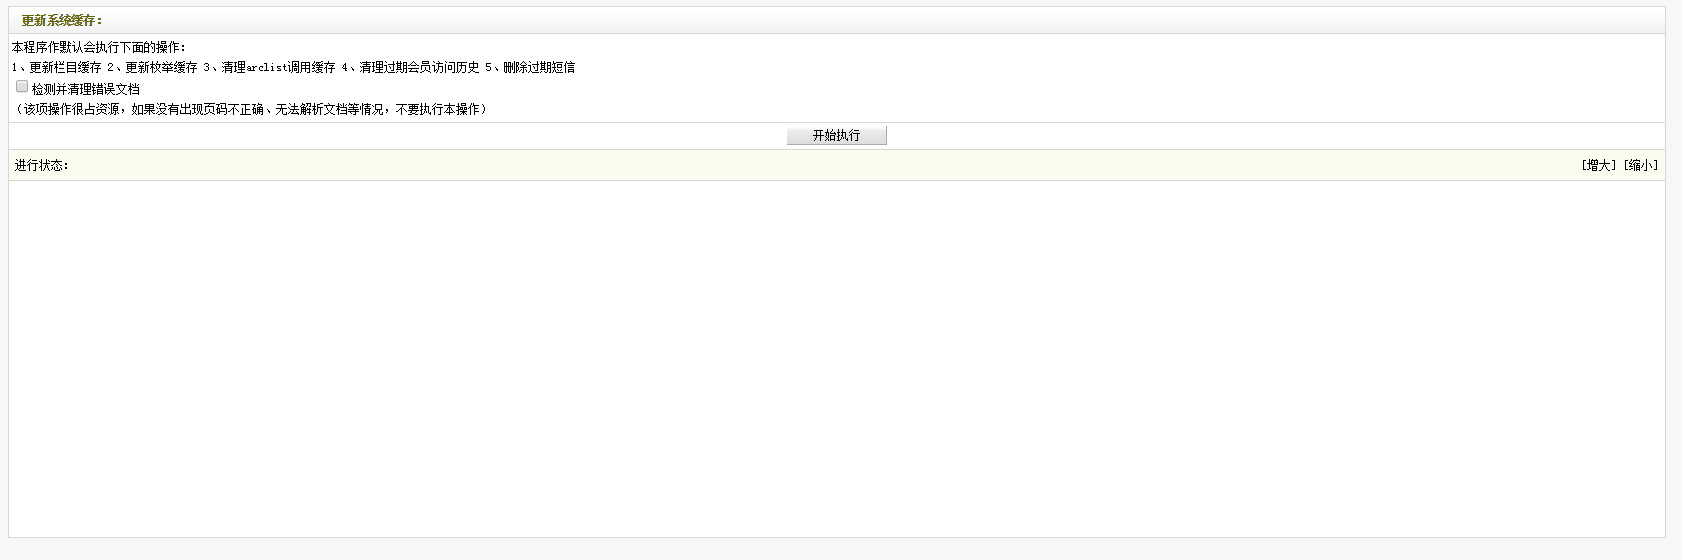 更新系统缓存：
本程序作默认会执行下面的操作：
1、更新栏目缓存 2、更新枚举缓存 3、清理arclist调用缓存 4、清理过期会员访问历史 5、删除过期短信
检测并清理错误文档
（该项操作很占资源，如果没有出现页码不正确、无法解析文档等情况，不要执行本操作）
开始执行
进行状态： [增大] [缩小]